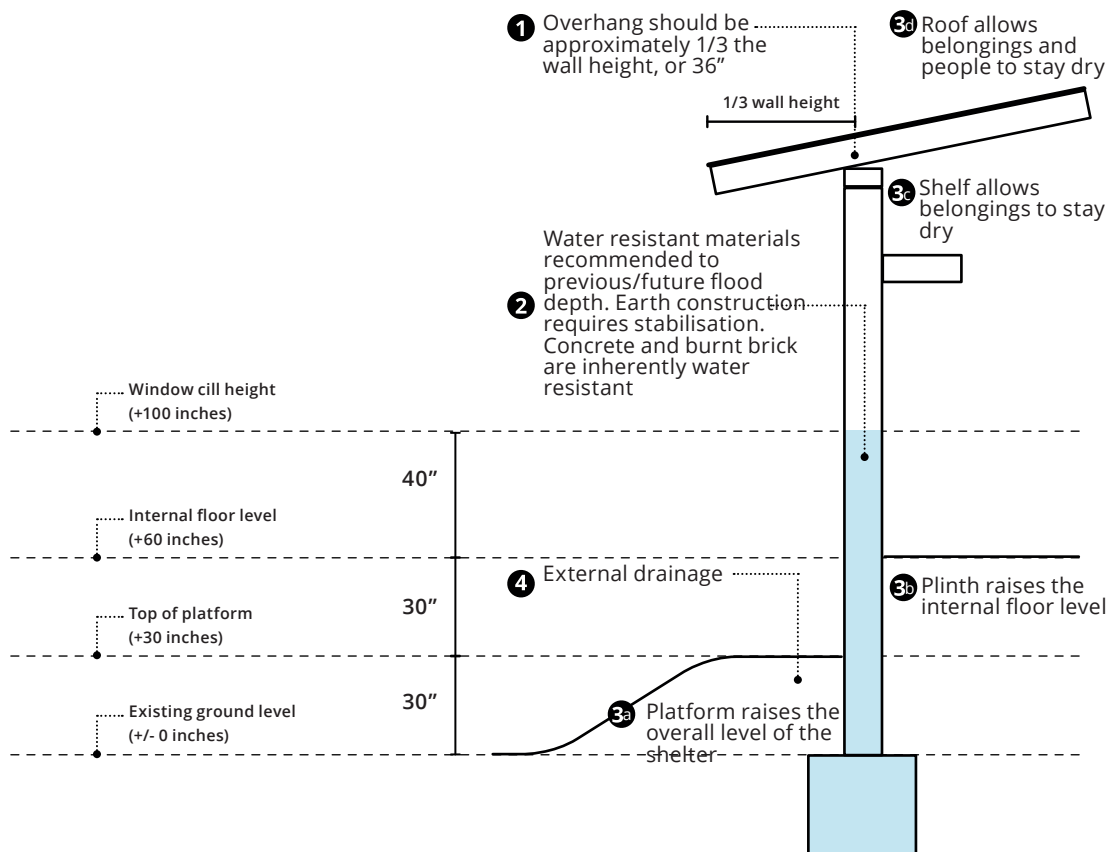 1 Overhang should be
approximately 1/3 the
wall height, or 36”
3d Roof allows
belongings and
people to stay dry
1/3 wall height
3c Shelf allows
belongings to stay
dry
Water resistant materials
recommended to
previous/future flood
2 depth. Earth construction
requires stabilisation.
Concrete and burnt brick
are inherently water
resistant
Window cill height
(+100 inches)
40”
Internal floor level
(+60 inches)
4 External drainage
3b Plinth raises the
internal floor level
30”
Top of platform
(+30 inches)
30”
3a Platform raises the
overall level of the
shelter
Existing ground level
(+/- 0 inches)